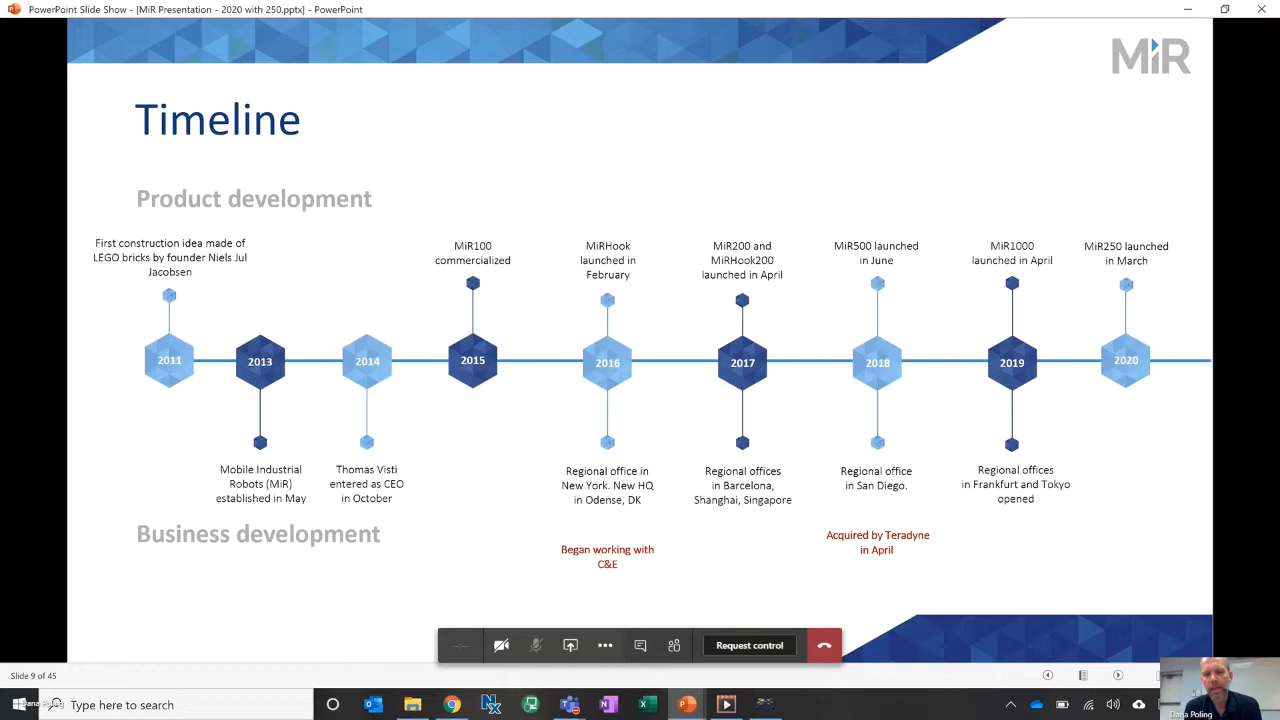 PowerPoint Slide Show - [MiR Presentation - 2020 with 250.pptx] - PowerPoint
MiR
Timeline
Product development
First construction idea made of
LEGO bricks by founder Niels Jul
Jacobsen
MiR100
commercialized
MiRHook
launched in
February
MiR200 and
MiRHook200
launched in April
MiR500 launched
in June
MiR1000
launched in April
MiR250 launched
in March
2011
2013
2014
2015
2016
2017
2018
2019
2020
Mobile Industrial
Robots (MiR)
established in May
Thomas Visti
entered as CEO
in October
Regional office in
New York. New HQ
in Odense, DK
Regional offices
in Barcelona,
Shanghai, Singapore
Regional office
in San Diego.
Regional offices
in Frankfurt and Tokyo
opened
Business development
Began working with
C&E
Acquired by Teradyne
in April
Request control
Slide 9 of 45
Dana Poling
Type here to search
Dana Poling